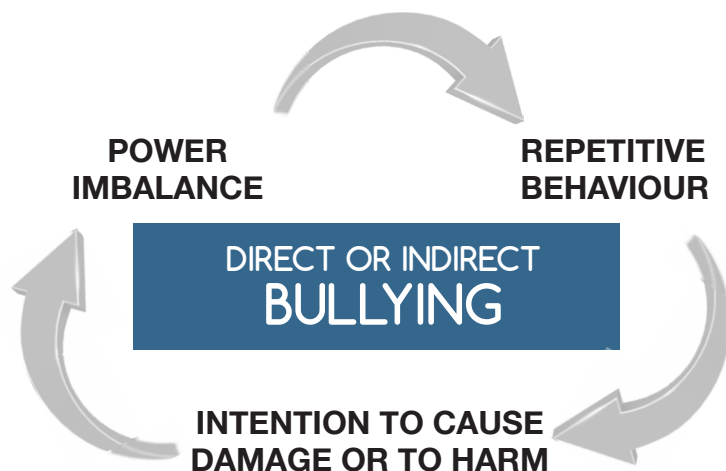 POWER
IMBALANCE
REPETITIVE
BEHAVIOUR
DIRECT OR INDIRECT
BULLYING
INTENTION TO CAUSE
DAMAGE OR TO HARM